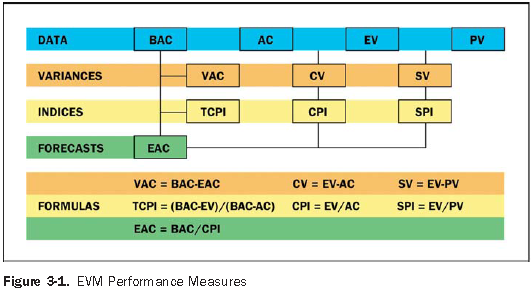 DATA BAC AC EV PV
VARIANCES VAC CV SV
INDICES TCPI CPI SPI
FORECASTS EAC
VAC = BAC-EAC CV = EV-AC SV = EV-PV
FORMULAS TCPI = (BAC-EV)/(BAC-AC) CPI = EV/AC SPI = EV/PV
EAC = BAC/CPI
Figure 3-1. EVM Performance Measures